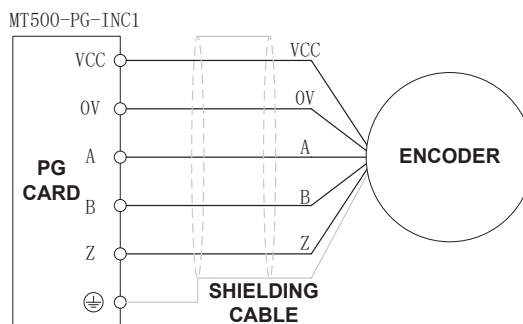 MT500-PG-INC1
VCC VCC
0V 0V
A A
PG
CARD
ENCODER
B B
Z Z
SHIELDING
CABLE